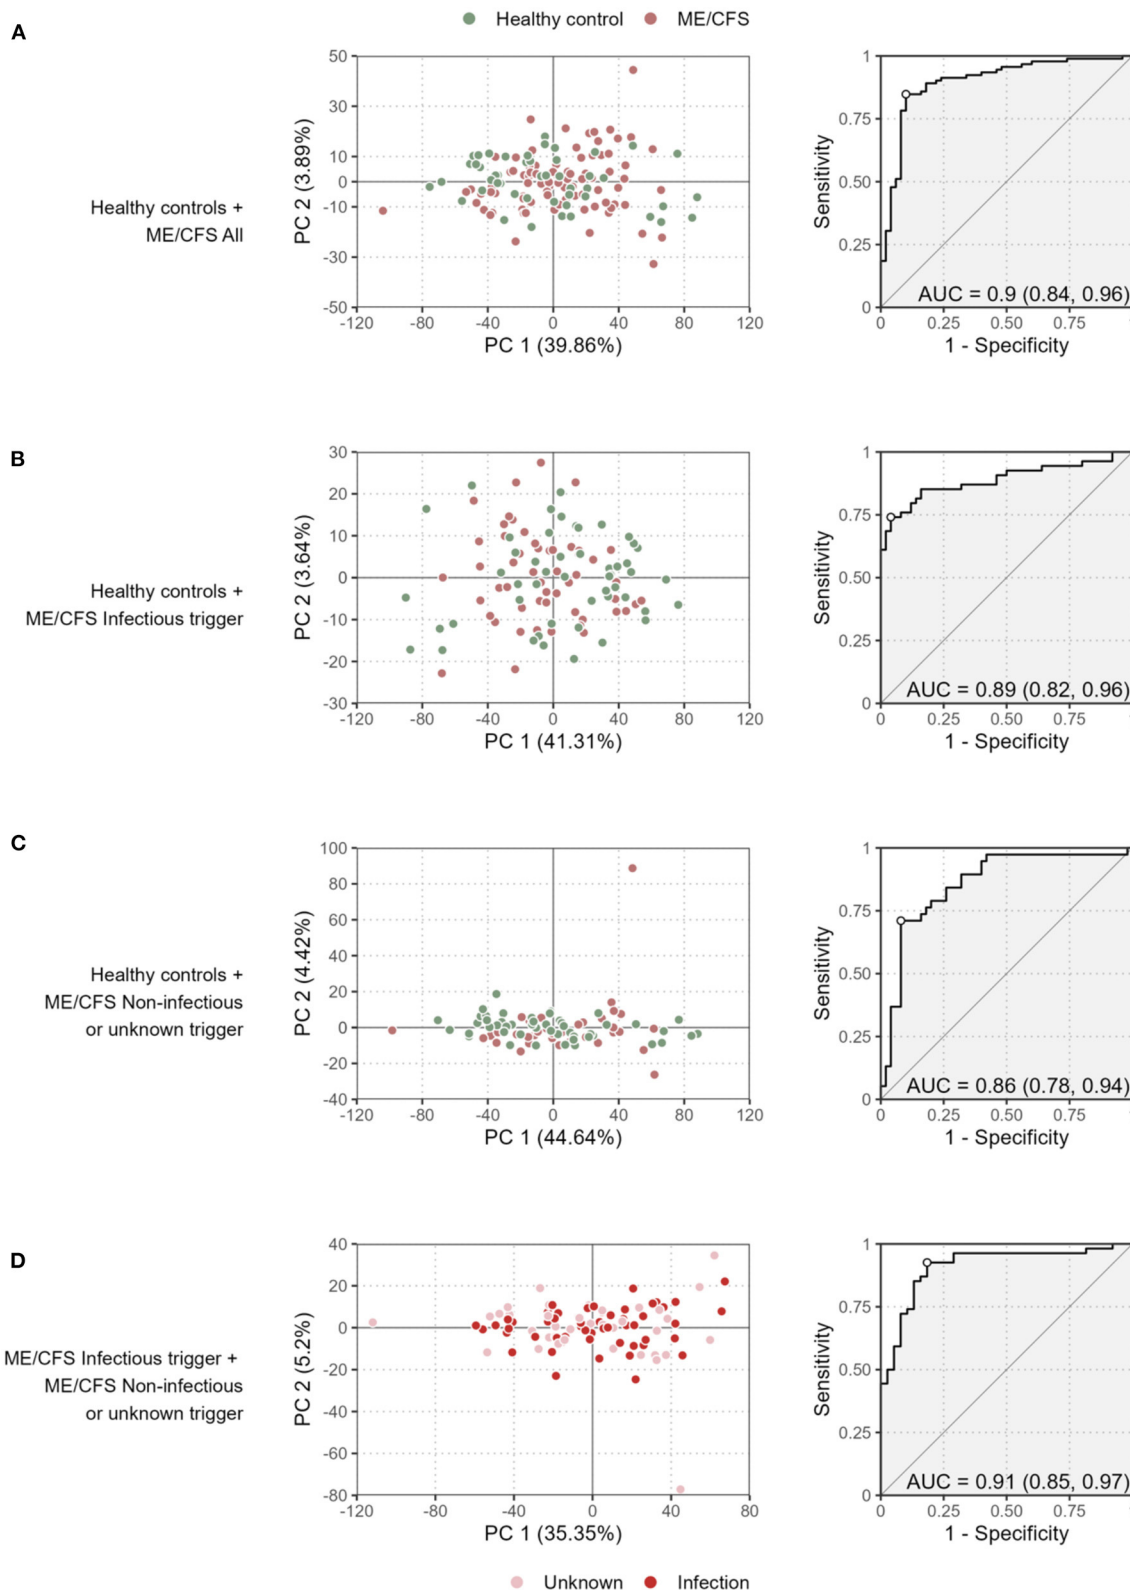 Healthy control ME/CFS
A
Healthy controls +
ME/CFS All
PC 2 (3.89%)
50
30
10
0
-10
-30
-50
-120 -80 -40 0 40 80 120
PC 1 (39.86%)
Sensitivity
1
0.75
0.50
0.25
0
AUC = 0.9 (0.84, 0.96)
0 0.25 0.50 0.75
1 - Specificity
B
Healthy controls +
ME/CFS Infectious trigger
PC 2 (3.64%)
30
20
10
0
-10
-20
-30
-120 -80 -40 0 40 80 120
PC 1 (41.31%)
Sensitivity
1
0.75
0.50
0.25
0
AUC = 0.89 (0.82, 0.96)
0 0.25 0.50 0.75
1 - Specificity
C
Healthy controls +
ME/CFS Non-infectious
or unknown trigger
PC 2 (4.42%)
100
80
60
40
20
0
-20
-40
-120 -80 -40 0 40 80 120
PC 1 (44.64%)
Sensitivity
1
0.75
0.50
0.25
0
AUC = 0.86 (0.78, 0.94)
0 0.25 0.50 0.75
1 - Specificity
D
ME/CFS Infectious trigger +
ME/CFS Non-infectious
or unknown trigger
PC 2 (5.2%)
40
20
0
-20
-40
-60
-80
-120 -80 -40 0 40 80
PC 1 (35.35%)
Sensitivity
1
0.75
0.50
0.25
0
AUC = 0.91 (0.85, 0.97)
0 0.25 0.50 0.75
1 - Specificity
Unknown Infection